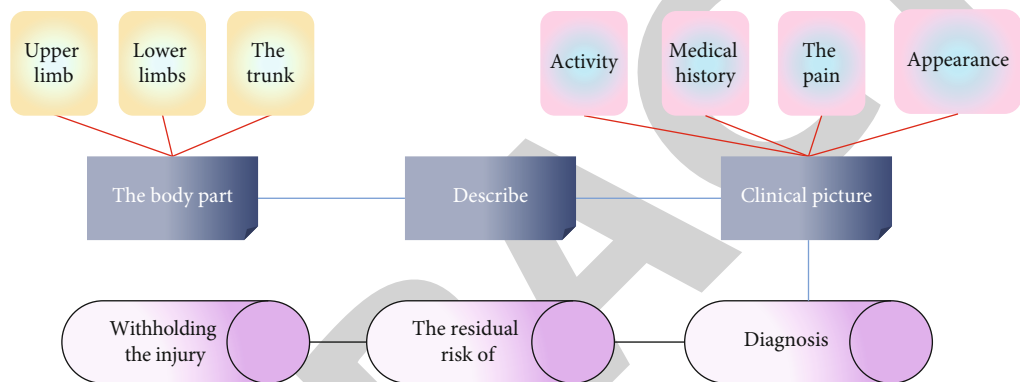 Upper
limb
Lower
limbs
The
trunk
Activity
Medical
history
The
pain
Appearance
The body part
Describe
Clinical picture
Withholding
the injury
The residual
risk of
Diagnosis